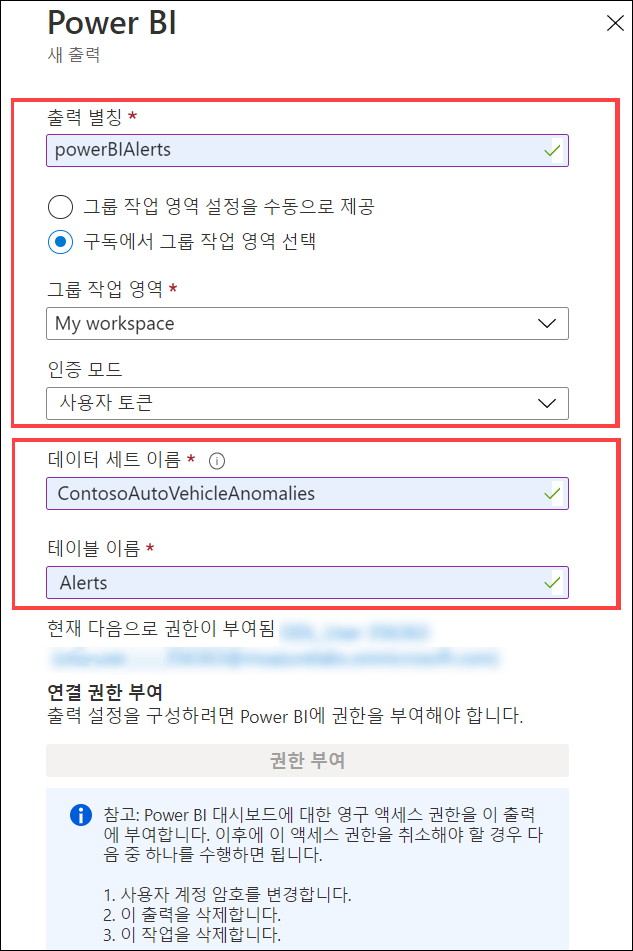 Power BI
새 출력
출력 별칭 *
powerBIAlerts
그룹 작업 영역 설정을 수동으로 제공
구독에서 그룹 작업 영역 선택
그룹 작업 영역 *
My workspace
인증 모드
사용자 토큰
데이터 세트 이름 *
ContosoAutoVehicleAnomalies
테이블 이름 *
Alerts
현재 다음으로 권한이 부여됨
연결 권한 부여
출력 설정을 구성하려면 Power BI에 권한을 부여해야 합니다.
권한 부여
참고: Power BI 대시보드에 대한 영구 액세스 권한을 이 출력
에 부여합니다. 이후에 이 액세스 권한을 취소해야 할 경우 다
음 중 하나를 수행하면 됩니다.
1. 사용자 계정 암호를 변경합니다.
2. 이 출력을 삭제합니다.
3. 이 작업을 삭제합니다.